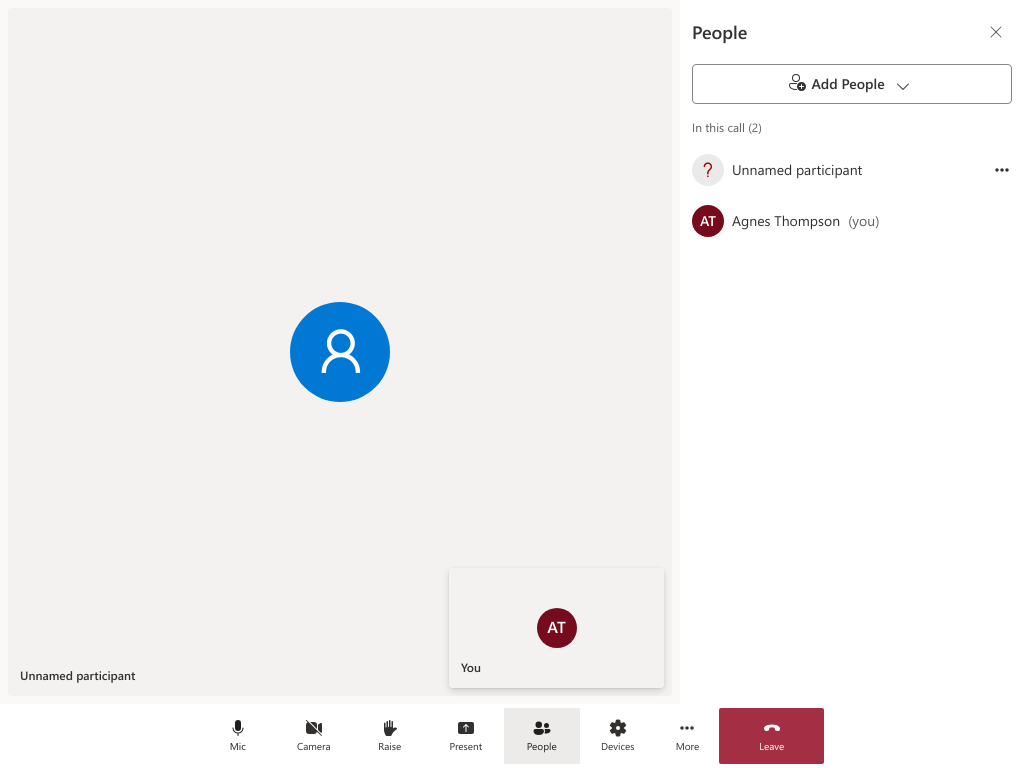 People
Add People
In this call (2)
? Unnamed participant
AT Agnes Thompson (you)
AT
You
Unnamed participant
Mic Camera Raise Present People Devices More Leave